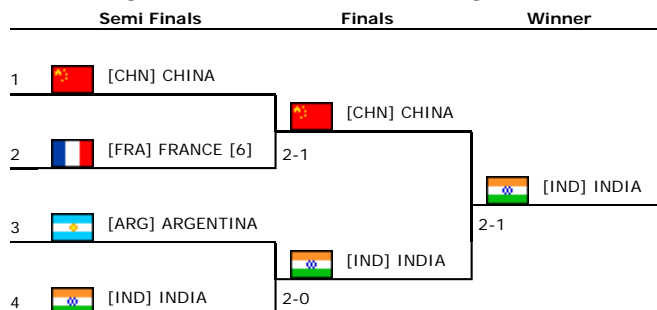 Semi Finals Finals Winner
1 [CHN] CHINA
[CHN] CHINA
2 [FRA] FRANCE [6] 2-1
[IND] INDIA
3 [ARG] ARGENTINA 2-1
[IND] INDIA
4 [IND] INDIA 2-0